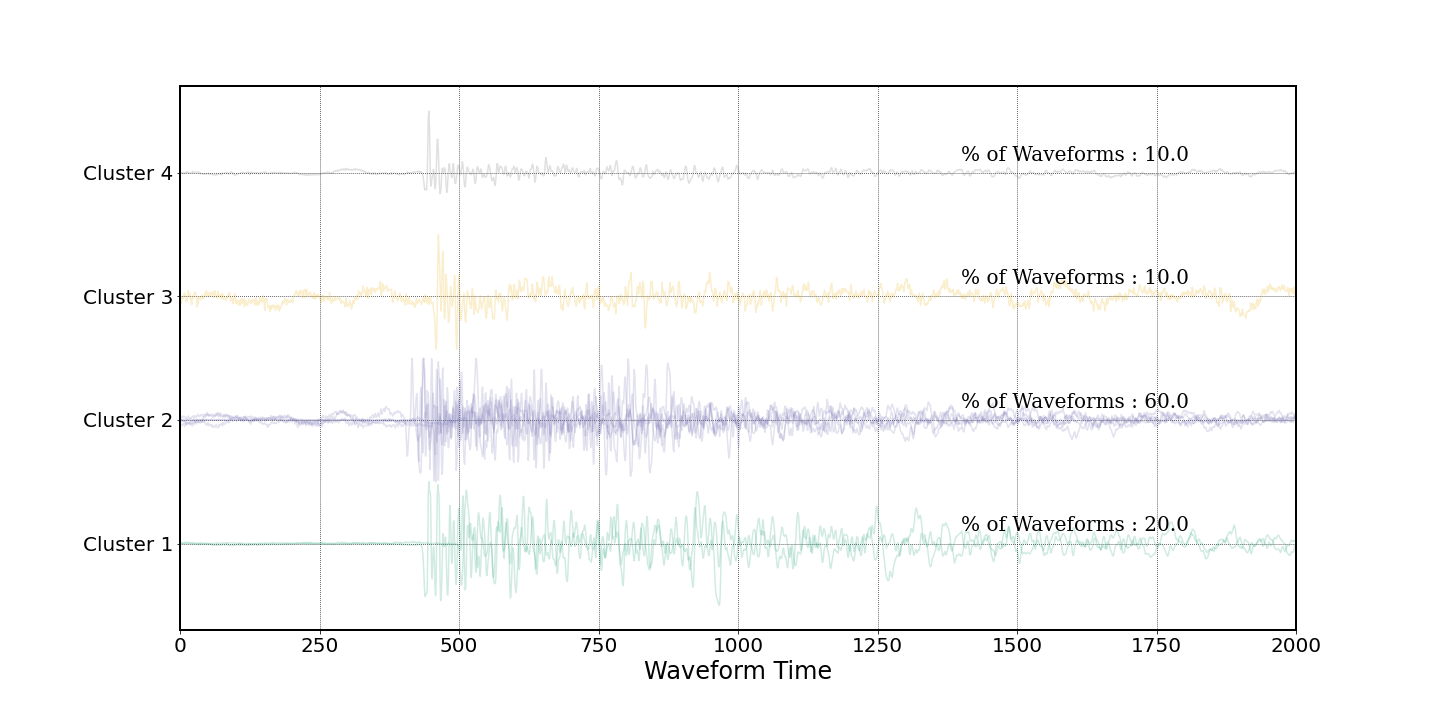 Cluster 4
% of Waveforms : 10.0
Cluster 3
% of Waveforms : 10.0
Cluster 2
% of Waveforms : 60.0
Cluster 1
% of Waveforms : 20.0
0 250 500 750 1000 1250 1500 1750 2000
Waveform Time